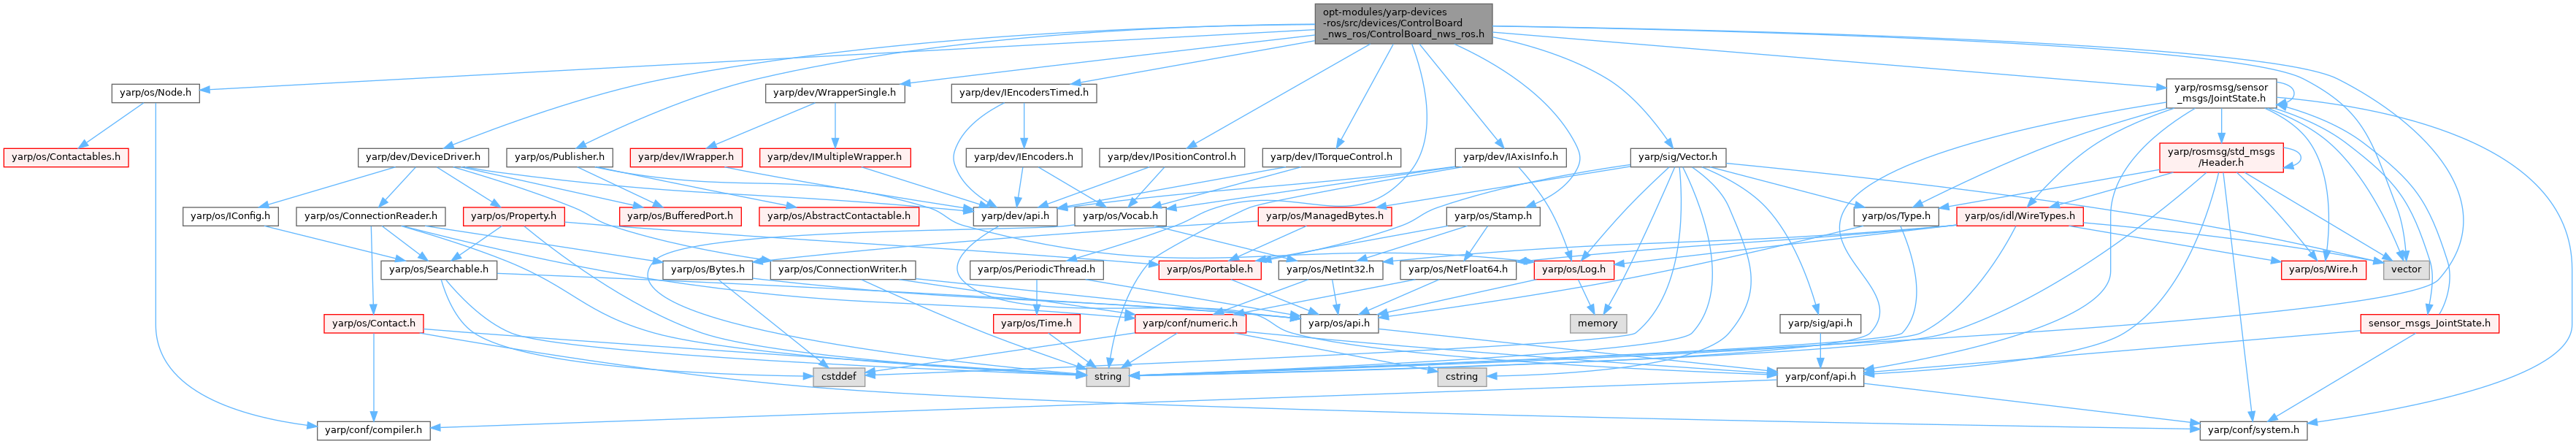 opt-modules/yarp-devices
-ros/src/devices/ControlBoard
_nws_ros/ControlBoard_nws_ros.h
yarp/os/Node.h
yarp/dev/WrapperSingle.h
yarp/dev/IEncodersTimed.h
yarp/rosmsg/sensor
_msgs/JointState.h
yarp/os/Contactables.h
yarp/dev/DeviceDriver.h
yarp/os/Publisher.h
yarp/dev/IWrapper.h
yarp/dev/IMultipleWrapper.h
yarp/dev/IEncoders.h
yarp/dev/IPositionControl.h
yarp/dev/ITorqueControl.h
yarp/dev/IAxisInfo.h
yarp/sig/Vector.h
yarp/rosmsg/std_msgs
/Header.h
yarp/os/IConfig.h
yarp/os/ConnectionReader.h
yarp/os/Property.h
yarp/os/BufferedPort.h
yarp/os/AbstractContactable.h
yarp/dev/api.h
yarp/os/Vocab.h
yarp/os/ManagedBytes.h
yarp/os/Stamp.h
yarp/os/Type.h
yarp/os/idl/WireTypes.h
yarp/os/Searchable.h
yarp/os/Bytes.h
yarp/os/ConnectionWriter.h
yarp/os/PeriodicThread.h
yarp/os/Portable.h
yarp/os/NetInt32.h
yarp/os/NetFloat64.h
yarp/os/Log.h
yarp/os/Wire.h
vector
yarp/os/Contact.h
yarp/os/Time.h
yarp/conf/numeric.h
yarp/os/api.h
memory
yarp/sig/api.h
sensor_msgs_JointState.h
cstddef
string
cstring
yarp/conf/api.h
yarp/conf/compiler.h
yarp/conf/system.h